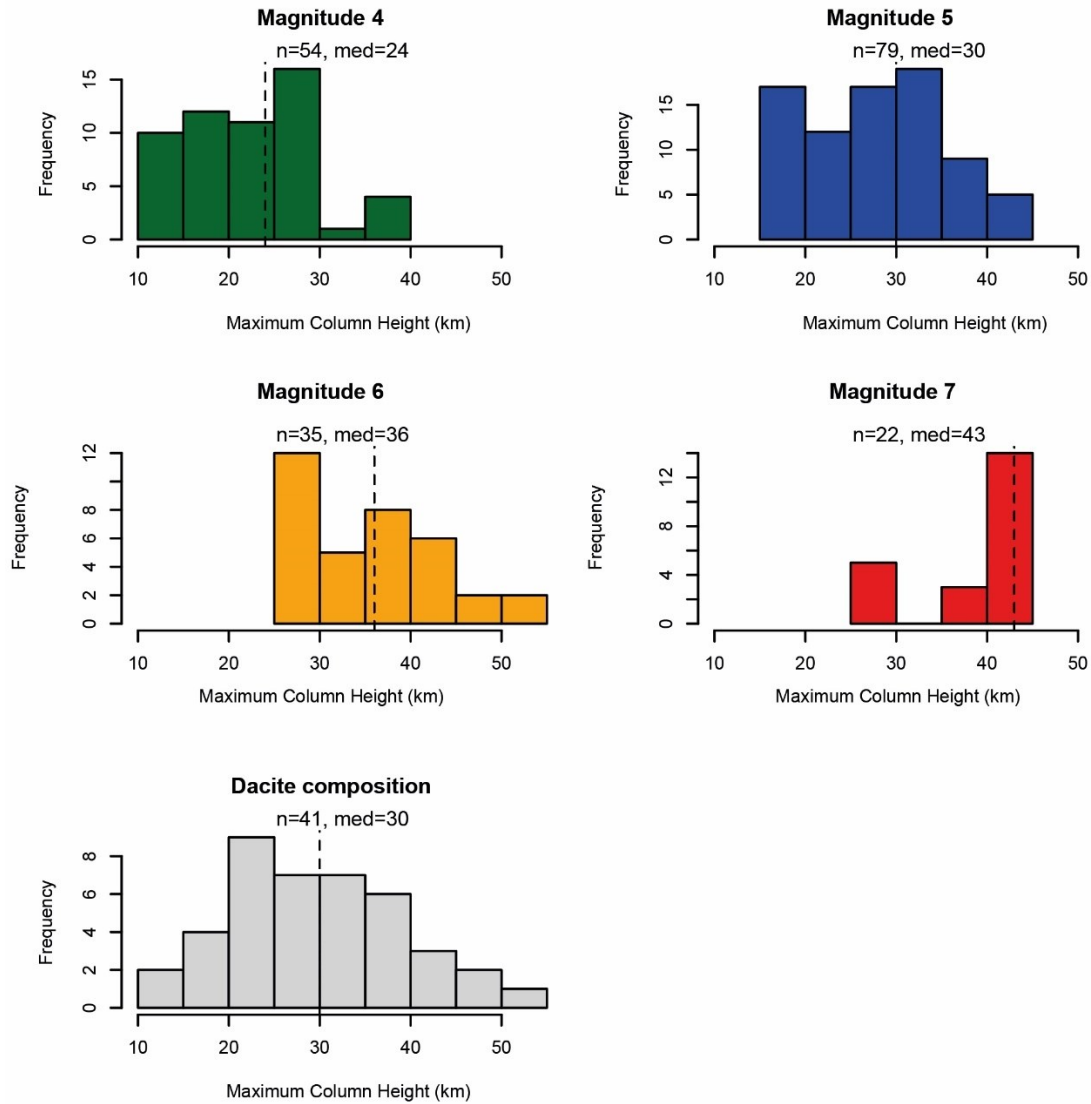 Magnitude 4
n=54, med=24
Frequency
15
10
5
0
10 20 30 40 50
Maximum Column Height (km)
Magnitude 5
n=79, med=30
Frequency
15
10
5
0
10 20 30 40 50
Maximum Column Height (km)
Magnitude 6
n=35, med=36
Frequency
12
8
6
4
2
0
10 20 30 40 50
Maximum Column Height (km)
Magnitude 7
n=22, med=43
Frequency
12
8
4
0
10 20 30 40 50
Maximum Column Height (km)
Dacite composition
n=41, med=30
Frequency
8
6
4
2
0
10 20 30 40 50
Maximum Column Height (km)